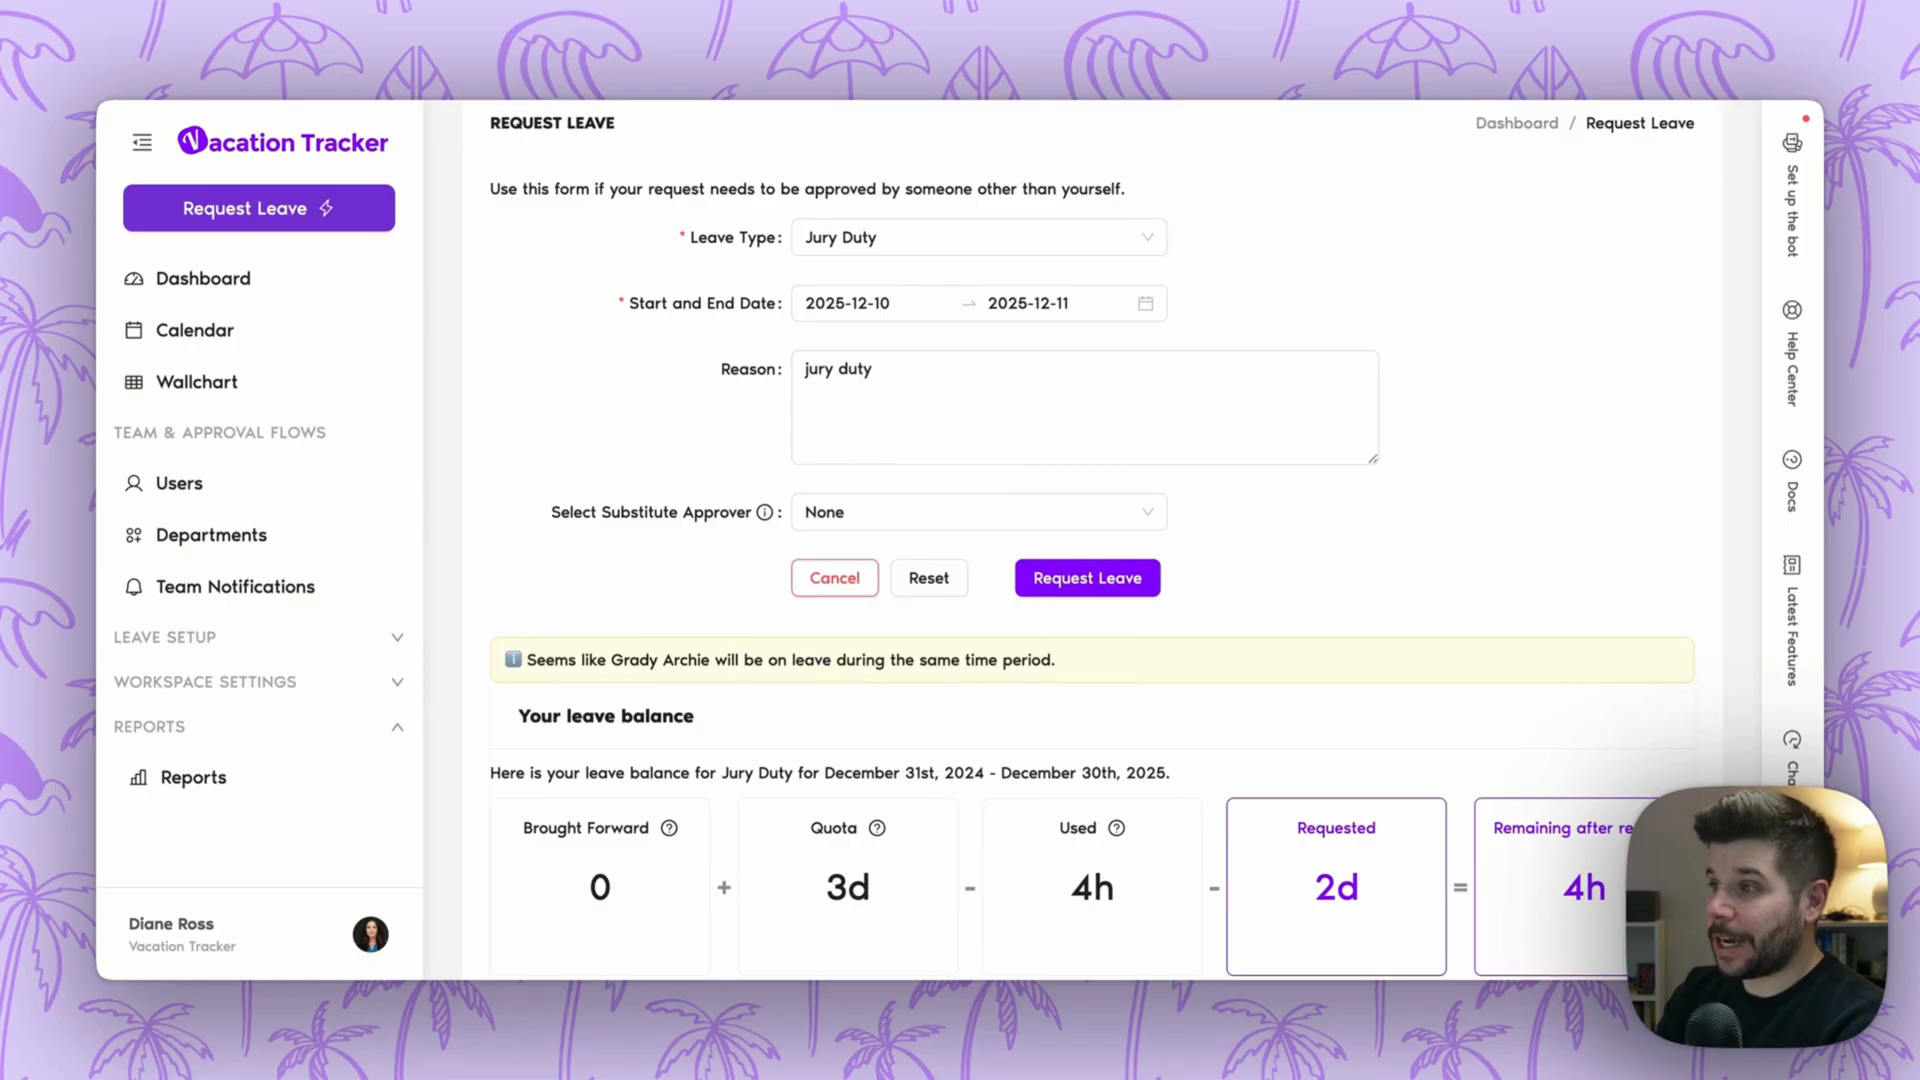 Vacation Tracker
Request Leave
Dashboard
Calendar
Wallchart
TEAM & APPROVAL FLOWS
Users
Departments
Team Notifications
LEAVE SETUP
WORKSPACE SETTINGS
REPORTS
Reports
Diane Ross
Vacation Tracker
REQUEST LEAVE
Dashboard / Request Leave
Use this form if your request needs to be approved by someone other than yourself.
* Leave Type: Jury Duty
* Start and End Date: 2025-12-10 → 2025-12-11
Reason: jury duty
Select Substitute Approver : None
Cancel Reset Request Leave
Seems like Grady Archie will be on leave during the same time period.
Your leave balance
Here is your leave balance for Jury Duty for December 31st, 2024 - December 30th, 2025.
Brought Forward Quota Used Requested Remaining after
0 + 3d - 4h - 2d = 4h
Set up the bot
Help Center
Docs
Latest Features